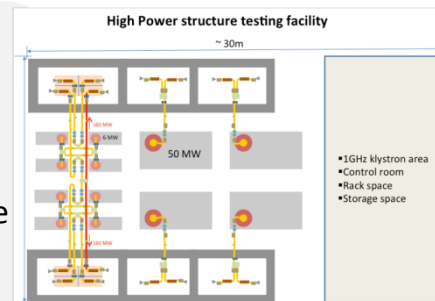 High Power structure testing facility
~ 30m
160 MW
6 MW
50 MW
▪1GHz klystron area
▪Control room
▪Rack space
▪Storage space
e
160 MW